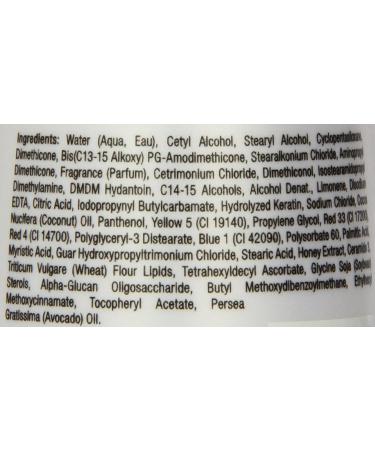 Ingredients: Water (Aqua, Eau), Cetyl Alcohol, Stearyl Alcohol,
Dimethicone, Bis(C13-15 Alkoxy) PG-Amodimethicone, Stearalkonium Chloride,
Dimethicone, Fragrance (Parfum), Cetrimonium Chloride, Dimethiconol,
Dimethylamine, DMDM Hydantoin, C14-15 Alcohols, Alcohol Denat., Limonene,
EDTA, Citric Acid, Iodopropynyl Butylcarbamate, Hydrolyzed Keratin, Sodium Chloride,
Nucifera (Coconut) Oil, Panthenol, Yellow 5 (CI 19140), Propylene Glycol, Red 33
Red 4 (CI 14700), Polyglyceryl-3 Distearate, Blue 1 (CI 42090), Polysorbate 60, Palmitic
Myristic Acid, Guar Hydroxypropyltrimonium Chloride, Stearic Acid, Honey Extract, Ceramide
Triticum Vulgare (Wheat) Flour Lipids, Tetrahexyldecyl Ascorbate, Glycine Soja
Sterols, Alpha-Glucan Oligosaccharide, Butyl Methoxydibenzoylmethane,
Methoxycinnamate, Tocopheryl Acetate, Persea
Gratissima (Avocado) Oil.